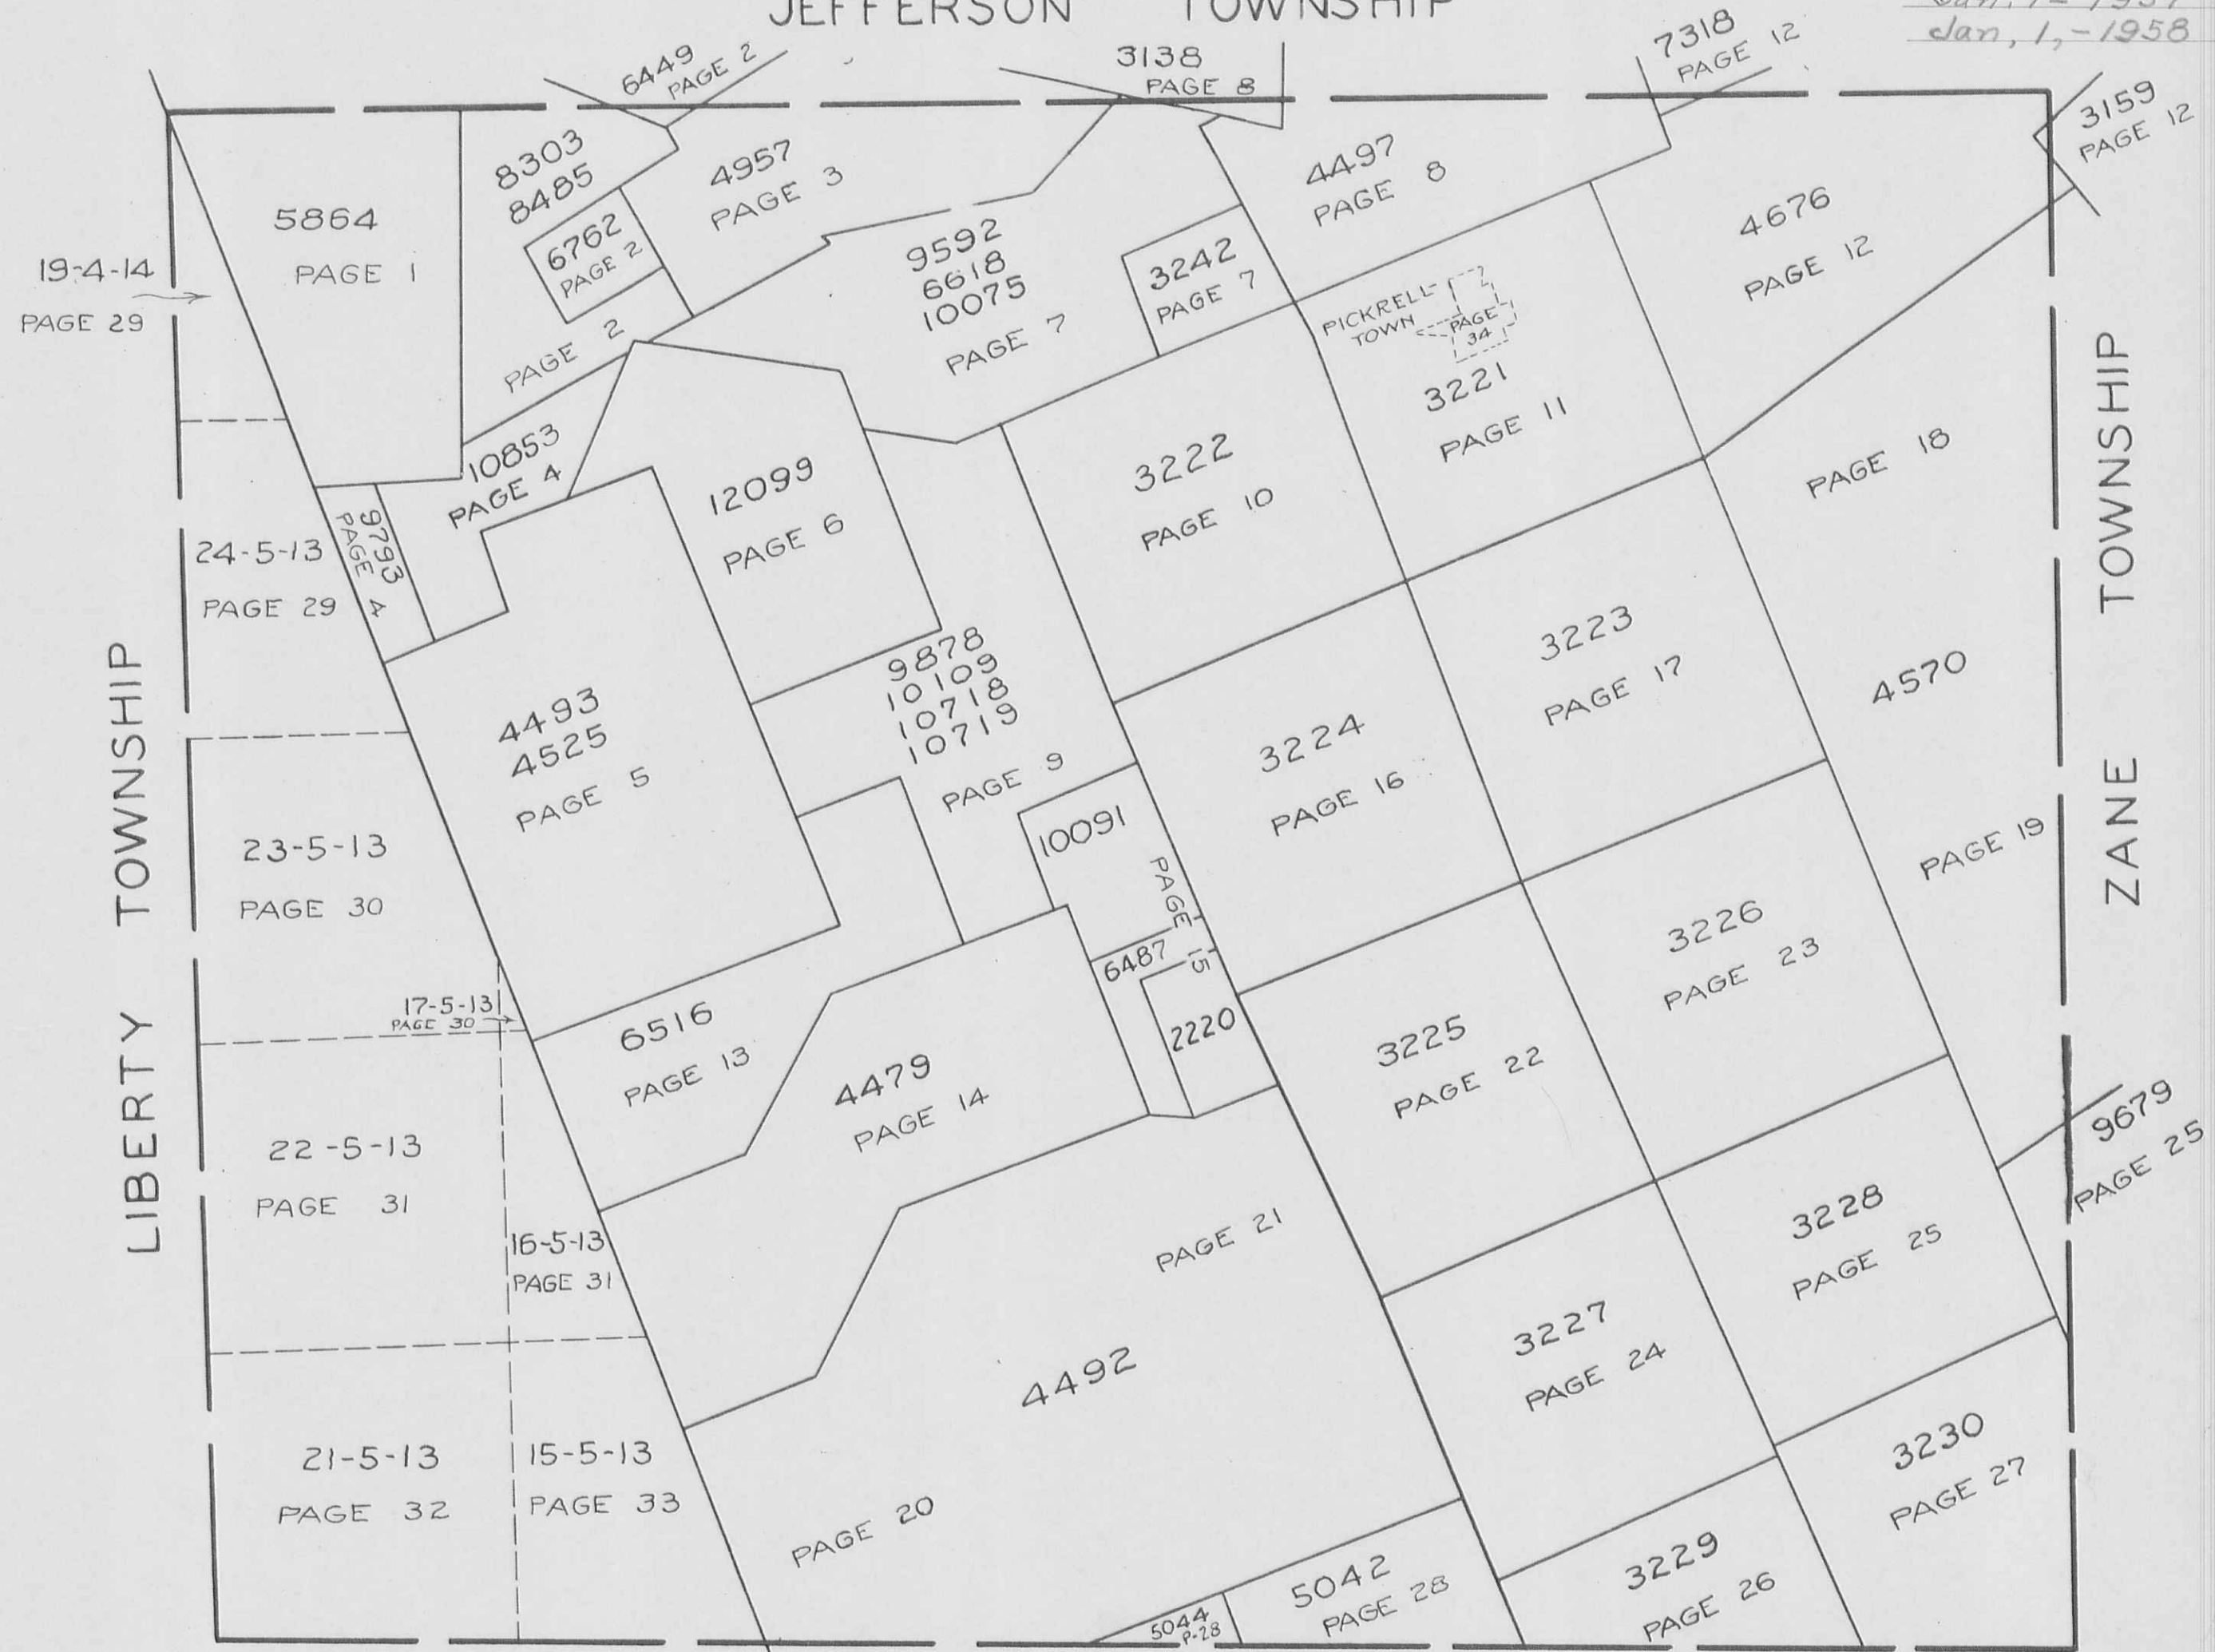 JEFFERSON TOWNSHIP
Jan. 1 - 1957
Jan, 1, - 1958
6449
PAGE 2
3138
PAGE 8
7318
PAGE 12
3159
PAGE 12
5864
PAGE 1
8303
8485
6762
PAGE 2
PAGE 2
4957
PAGE 3
9592
6618
10075
PAGE 7
3242
PAGE 7
4497
PAGE 8
4676
PAGE 12
19-4-14
PAGE 29
PICKRELL-
TOWN
PAGE
34
3221
PAGE 11
10853
PAGE 4
9793
PAGE 4
12099
PAGE 6
3222
PAGE 10
PAGE 18
24-5-13
PAGE 29
4493
4525
PAGE 5
9878
10109
10718
10719
PAGE 9
3223
PAGE 17
4570
3224
PAGE 16
PAGE 19
LIBERTY TOWNSHIP
ZANE TOWNSHIP
23-5-13
PAGE 30
10091
PAGE 15
6487
2220
3226
PAGE 23
17-5-13
PAGE 30
6516
PAGE 13
4479
PAGE 14
3225
PAGE 22
9679
PAGE 25
22-5-13
PAGE 31
16-5-13
PAGE 31
PAGE 21
3228
PAGE 25
4492
3227
PAGE 24
21-5-13
PAGE 32
15-5-13
PAGE 33
PAGE 20
3230
PAGE 27
5044
P-28
5042
PAGE 28
3229
PAGE 26